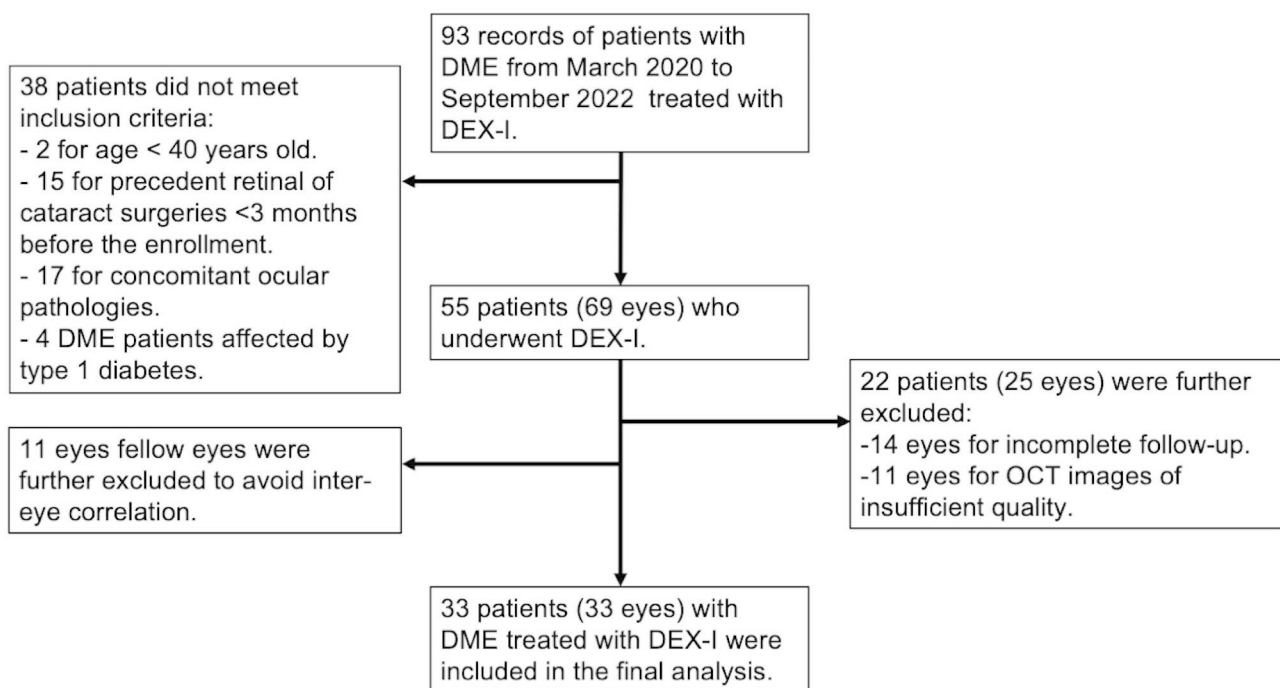 93 records of patients with
DME from March 2020 to
September 2022 treated with
DEX-I.
38 patients did not meet
inclusion criteria:
- 2 for age < 40 years old.
- 15 for precedent retinal of
cataract surgeries <3 months
before the enrollment.
- 17 for concomitant ocular
pathologies.
- 4 DME patients affected by
type 1 diabetes.
55 patients (69 eyes) who
underwent DEX-I.
22 patients (25 eyes) were further
excluded:
-14 eyes for incomplete follow-up.
-11 eyes for OCT images of
insufficient quality.
11 eyes fellow eyes were
further excluded to avoid inter-
eye correlation.
33 patients (33 eyes) with
DME treated with DEX-I were
included in the final analysis.